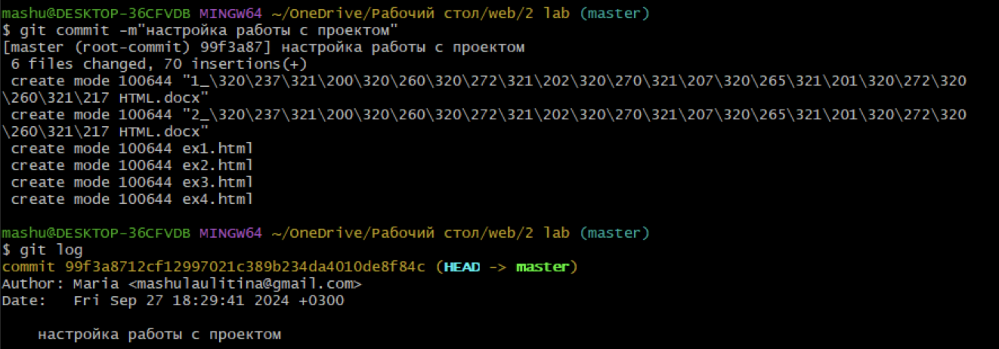 mashu@DESKTOP-36CFVDB MINGW64 ~/OneDrive/Рабочий стол/web/2 lab (master)
$ git commit -m"настройка работы с проектом"
[master (root-commit) 99f3a87] настройка работы с проектом
 6 files changed, 70 insertions(+)
 create mode 100644 "1_\320\237\321\200\320\260\320\272\321\202\320\270\321\207\320\265\321\201\320\272\320
\260\321\217 HTML.docx"
 create mode 100644 "2_\320\237\321\200\320\260\320\272\321\202\320\270\321\207\320\265\321\201\320\272\320
\260\321\217 HTML.docx"
 create mode 100644 ex1.html
 create mode 100644 ex2.html
 create mode 100644 ex3.html
 create mode 100644 ex4.html
mashu@DESKTOP-36CFVDB MINGW64 ~/OneDrive/Рабочий стол/web/2 lab (master)
$ git log
commit 99f3a8712cf12997021c389b234da4010de8f84c (HEAD -> master)
Author: Maria <mashulaulitina@gmail.com>
Date:   Fri Sep 27 18:29:41 2024 +0300
    настройка работы с проектом